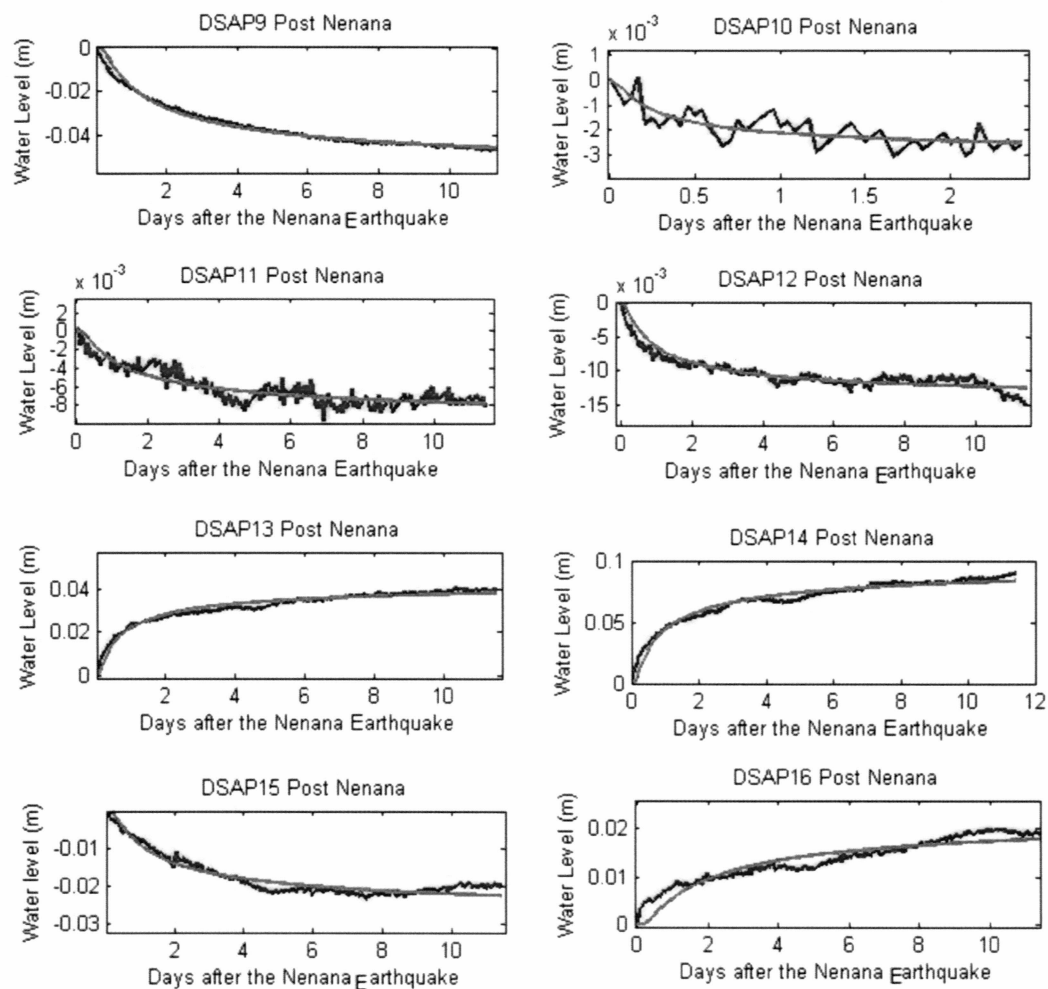 DSAP9 Post Nenana
0
-0.02
-0.04
Water Level (m)
2 4 6 8 10
Days after the Nenana Earthquake
DSAP10 Post Nenana
x 10-3
1
0
-1
-2
-3
Water Level (m)
0 0.5 1 1.5 2
Days after the Nenana Earthquake
DSAP11 Post Nenana
x 10-3
2
0
-2
-4
-6
-8
Water Level (m)
0 2 4 6 8 10
Days after the Nenana Earthquake
DSAP12 Post Nenana
x 10-3
0
-5
-10
-15
Water Level (m)
0 2 4 6 8 10
Days after the Nenana Earthquake
DSAP13 Post Nenana
0.04
0.02
0
Water Level (m)
2 4 6 8 10
Days after the Nenana Earthquake
DSAP14 Post Nenana
0.1
0.05
0
Water Level (m)
0 2 4 6 8 10 12
Days after the Nenana Earthquake
DSAP15 Post Nenana
-0.01
-0.02
-0.03
Water level (m)
0 2 4 6 8 10
Days after the Nenana Earthquake
DSAP16 Post Nenana
0.02
0.01
0
Water Level (m)
0 2 4 6 8 10
Days after the Nenana Earthquake